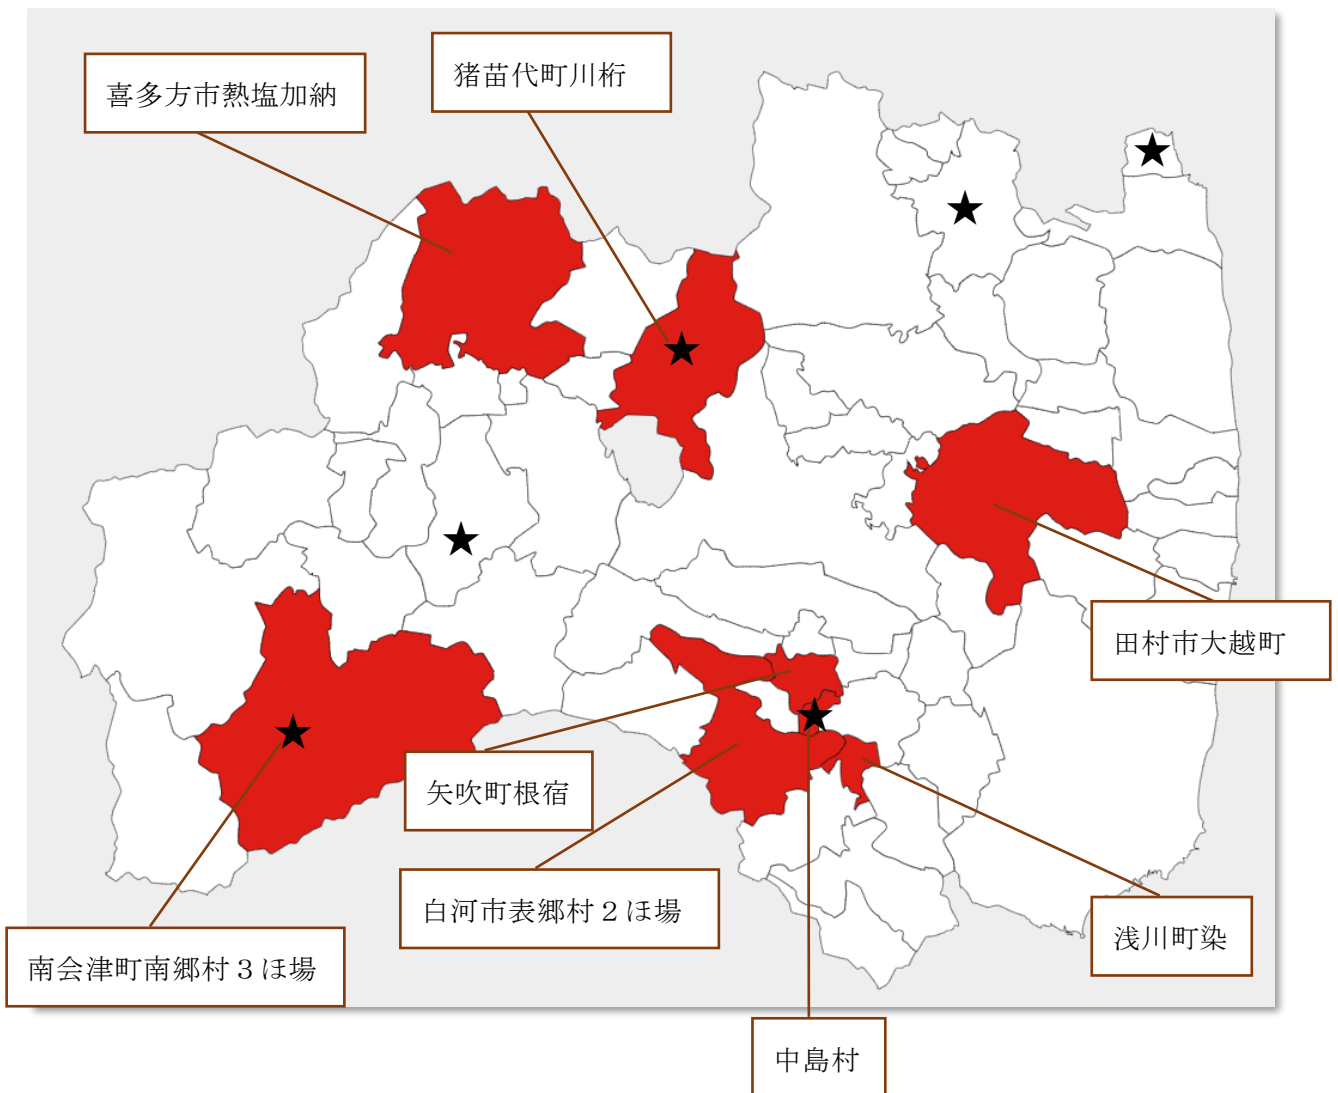 猪苗代町川桁
喜多方市熱塩加納
田村市大越町
矢吹町根宿
白河市表郷村２ほ場
浅川町染
南会津町南郷村３ほ場
中島村